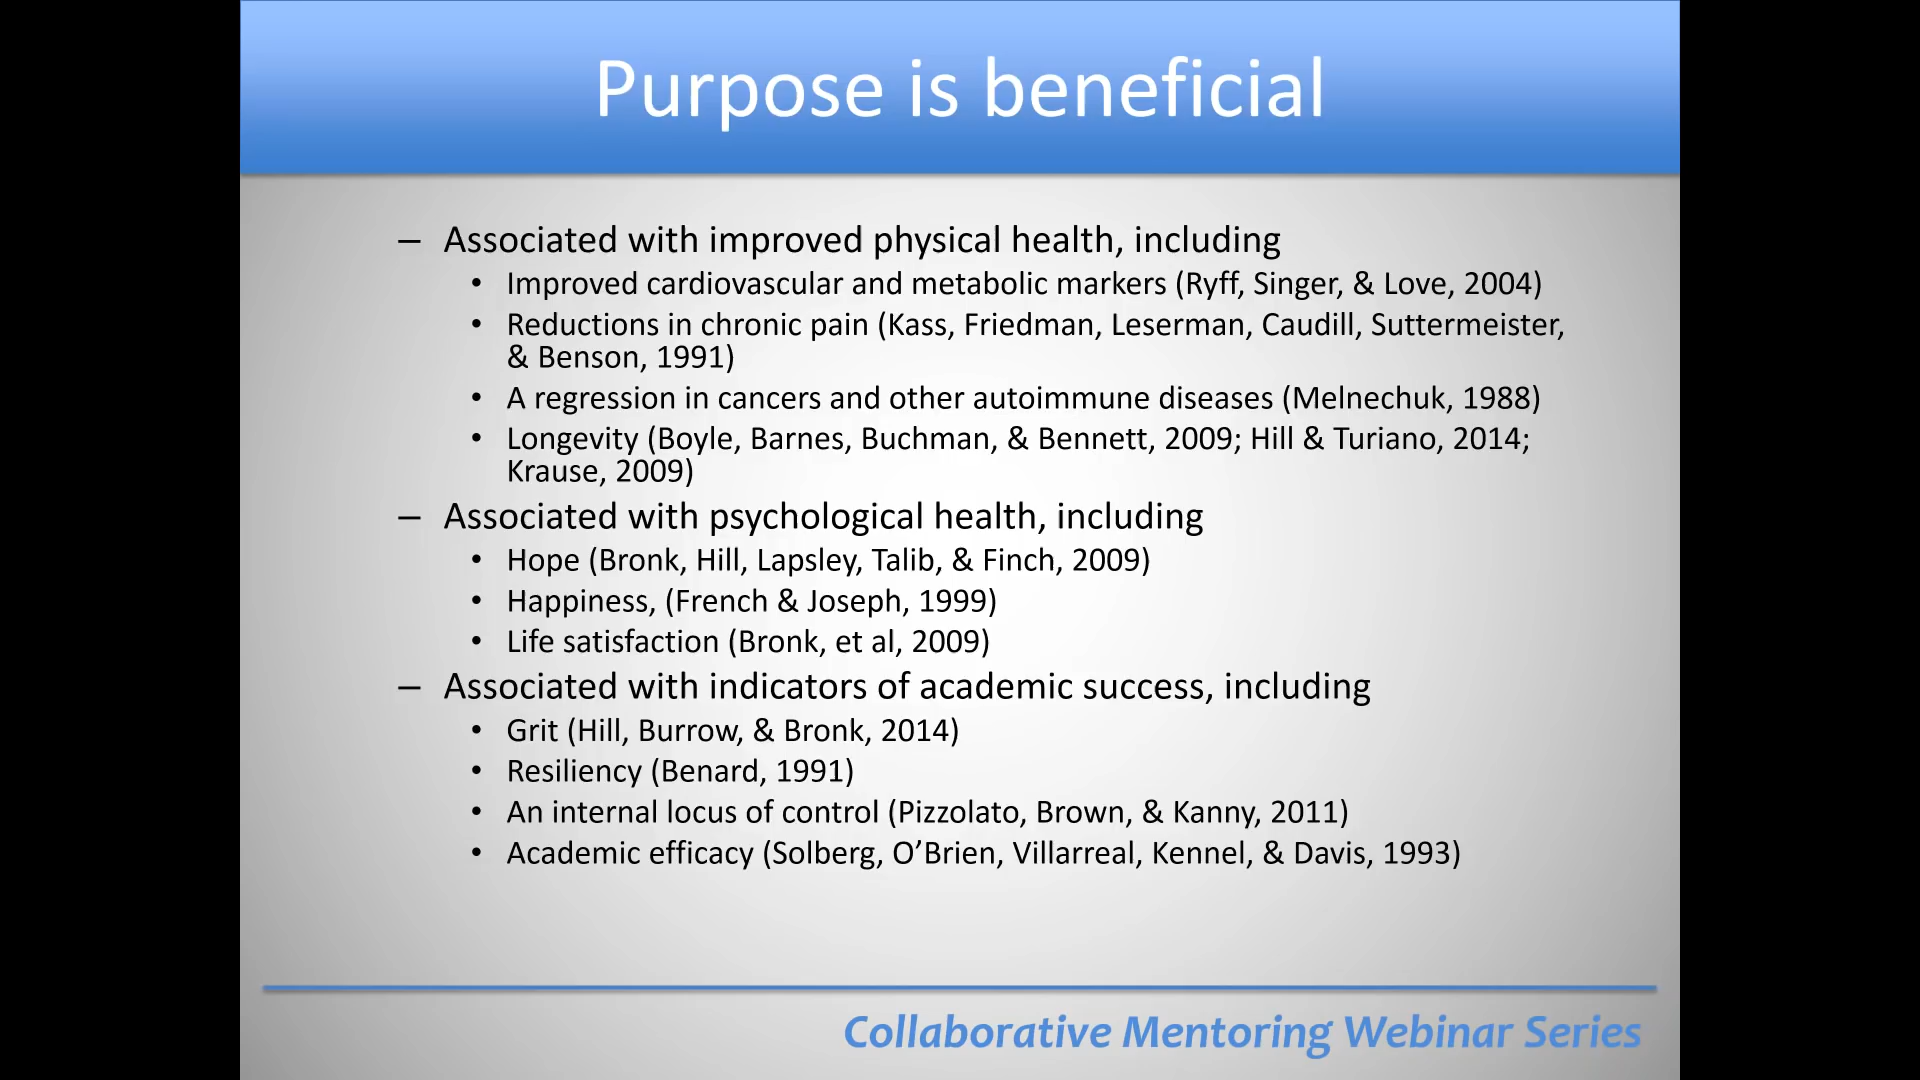 Purpose is beneficial
– Associated with improved physical health, including
• Improved cardiovascular and metabolic markers (Ryff, Singer, & Love, 2004)
• Reductions in chronic pain (Kass, Friedman, Leserman, Caudill, Suttermeister,
& Benson, 1991)
• A regression in cancers and other autoimmune diseases (Melnechuk, 1988)
• Longevity (Boyle, Barnes, Buchman, & Bennett, 2009; Hill & Turiano, 2014;
Krause, 2009)
– Associated with psychological health, including
• Hope (Bronk, Hill, Lapsley, Talib, & Finch, 2009)
• Happiness, (French & Joseph, 1999)
• Life satisfaction (Bronk, et al, 2009)
– Associated with indicators of academic success, including
• Grit (Hill, Burrow, & Bronk, 2014)
• Resiliency (Benard, 1991)
• An internal locus of control (Pizzolato, Brown, & Kanny, 2011)
• Academic efficacy (Solberg, O’Brien, Villarreal, Kennel, & Davis, 1993)
Collaborative Mentoring Webinar Series